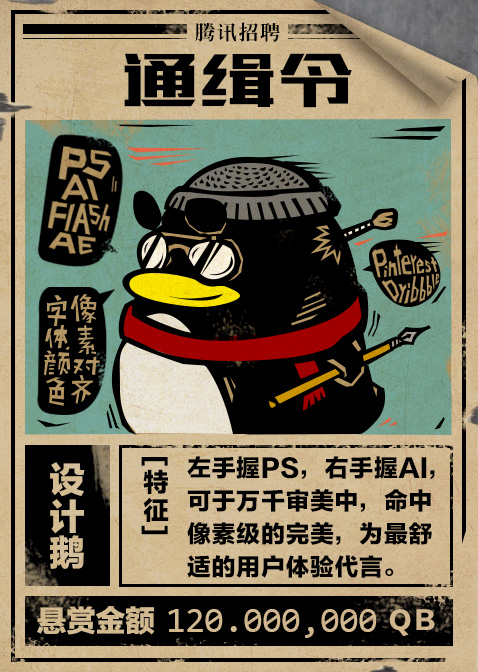 腾讯招聘
通缉令
PS
AI
FlASh
AE
Pinterest
Dribbble
像素对齐
字体颜色
设计鹅
[特征]
左手握PS，右手握AI，
可于万千审美中，命中
像素级的完美，为最舒
适的用户体验代言。
悬赏金额 120.000,000 QB